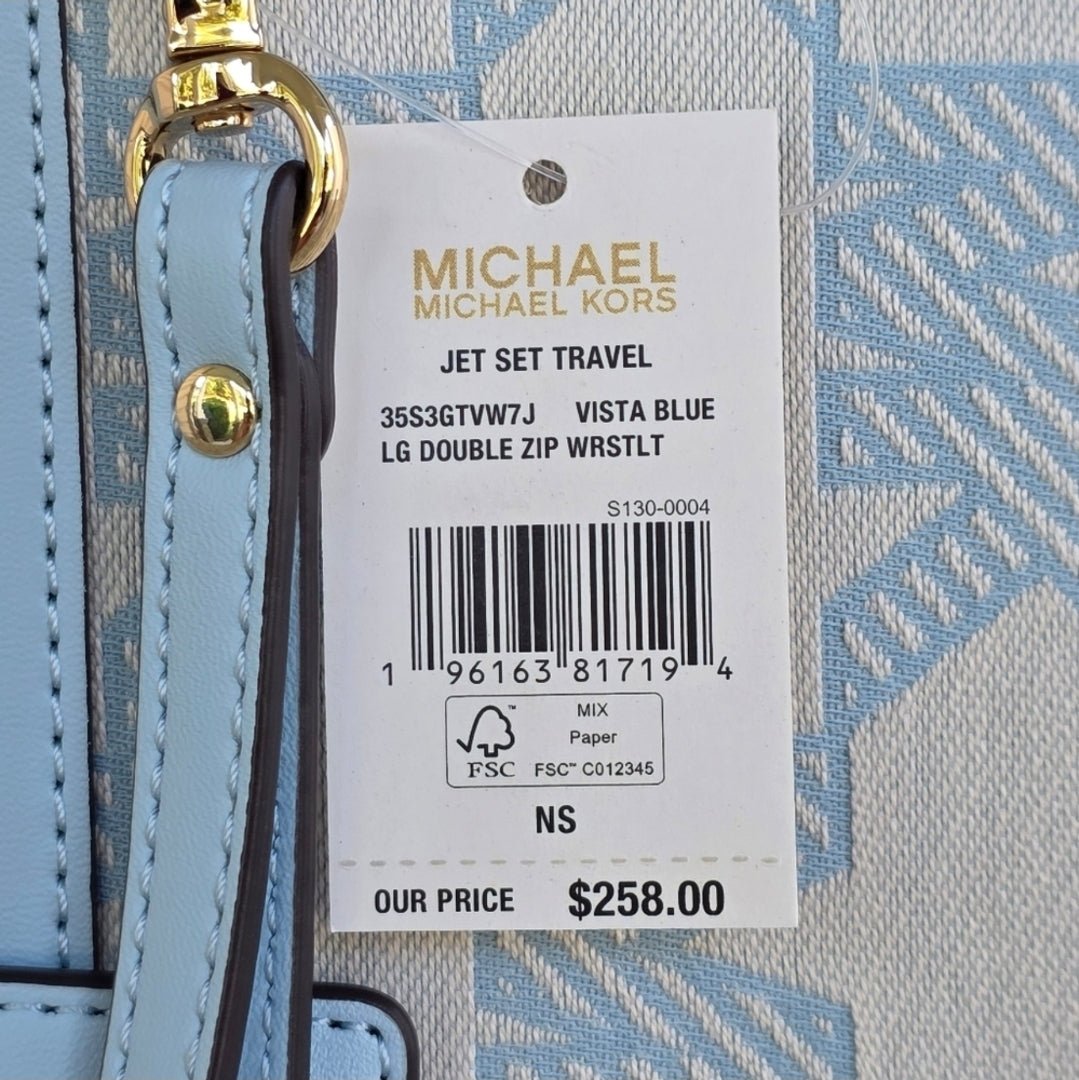 MICHAEL
MICHAEL KORS
JET SET TRAVEL
35S3GTVW7J VISTA BLUE
LG DOUBLE ZIP WRSTLT
S130-0004
1 96163 81719 4
FSC
MIX
Paper
FSC™ C012345
NS
OUR PRICE $258.00